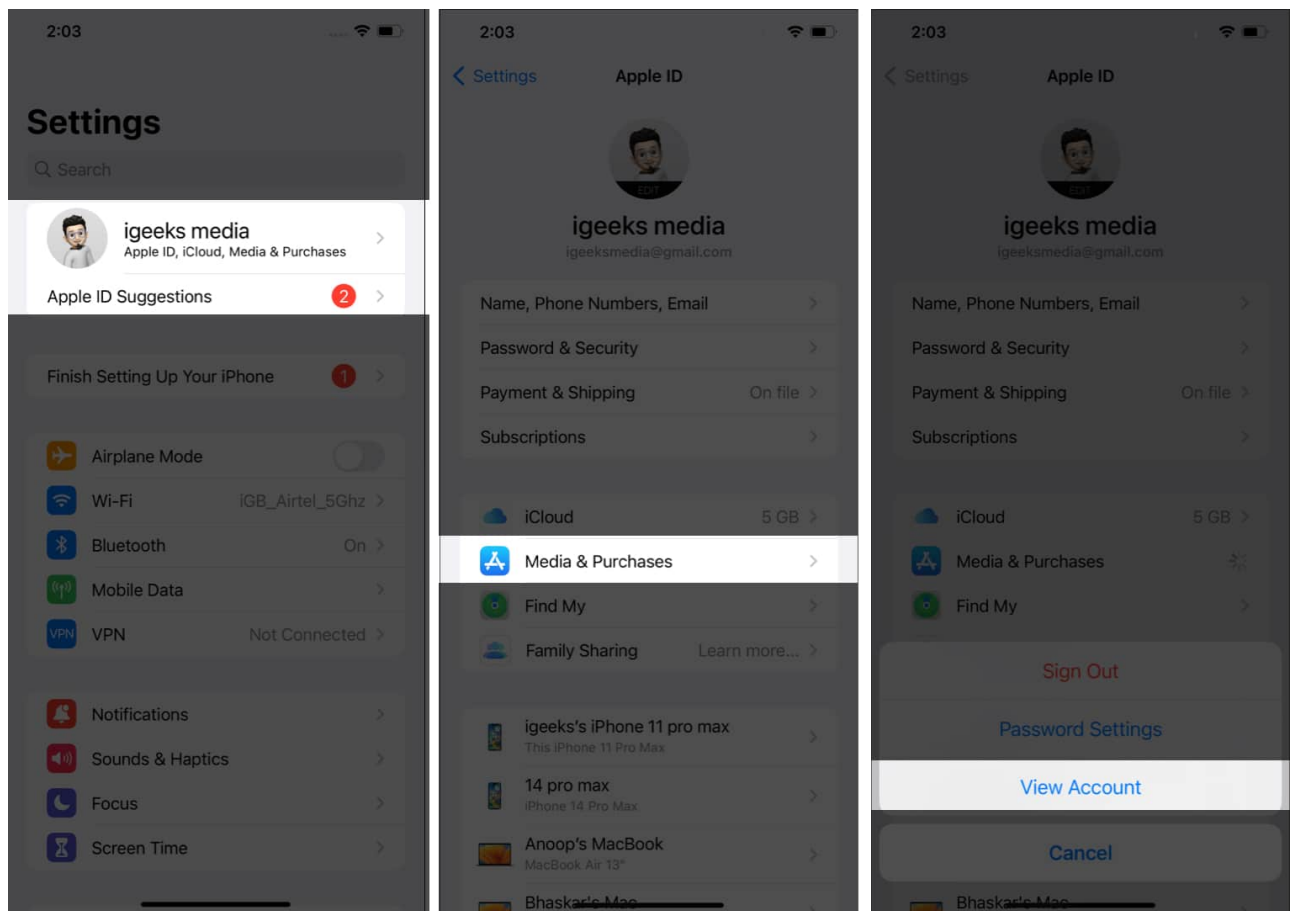 2:03
Settings
Search
igeeks media
Apple ID, iCloud, Media & Purchases
Apple ID Suggestions 2
Finish Setting Up Your iPhone 1
Airplane Mode
Wi-Fi iGB_Airtel_5Ghz
Bluetooth On
Mobile Data
VPN VPN Not Connected
Notifications
Sounds & Haptics
Focus
Screen Time
2:03
Settings Apple ID
EDIT
igeeks media
igeeksmedia@gmail.com
Name, Phone Numbers, Email
Password & Security
Payment & Shipping On file
Subscriptions
iCloud 5 GB
Media & Purchases
Find My
Family Sharing Learn more...
igeeks's iPhone 11 pro max
This iPhone 11 Pro Max
14 pro max
iPhone 14 Pro Max
Anoop's MacBook
MacBook Air 13"
Bhaskar's Mac
2:03
Settings Apple ID
EDIT
igeeks media
igeeksmedia@gmail.com
Name, Phone Numbers, Email
Password & Security
Payment & Shipping On file
Subscriptions
iCloud 5 GB
Media & Purchases
Find My
Sign Out
Password Settings
View Account
Cancel
Bhaskar's Mac